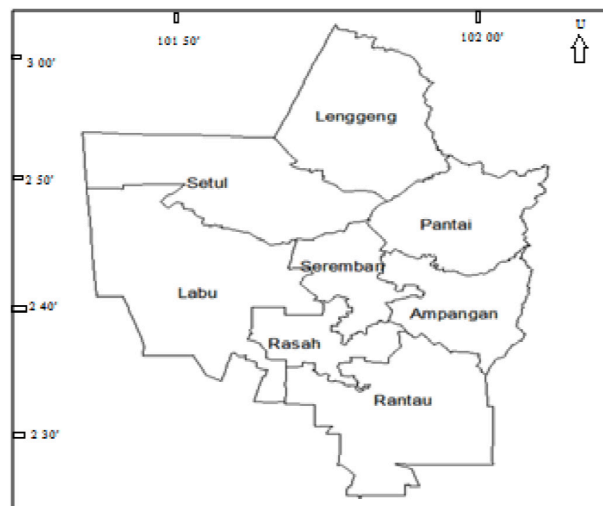 101 50'
102 00'
U
3 00'
Lenggeng
2 50'
Setul
Pantai
Seremban
Labu
2 40'
Ampangan
Rasah
Rantau
2 30'